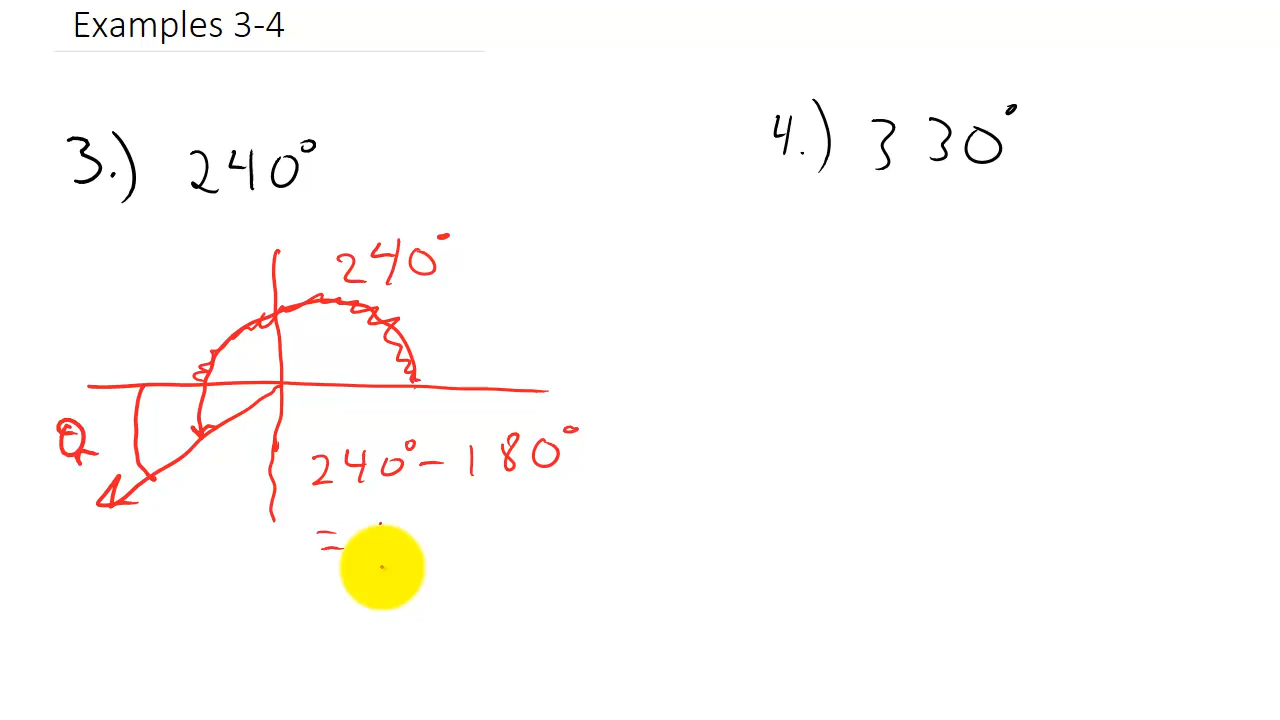 Examples 3-4
3.) 240°
4.) 330°
240°
θ
240° - 180°
=